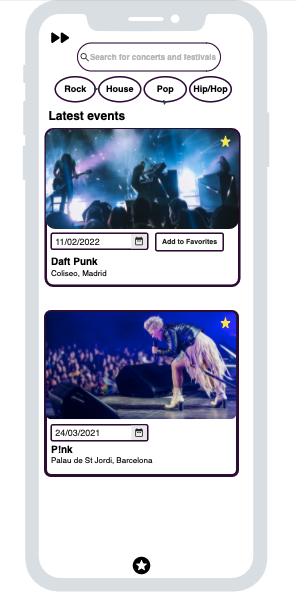 Search for concerts and festivals
Rock House Pop Hip/Hop
Latest events
11/02/2022 Add to Favorites
Daft Punk
Coliseo, Madrid
24/03/2021
P!nk
Palau de St Jordi, Barcelona